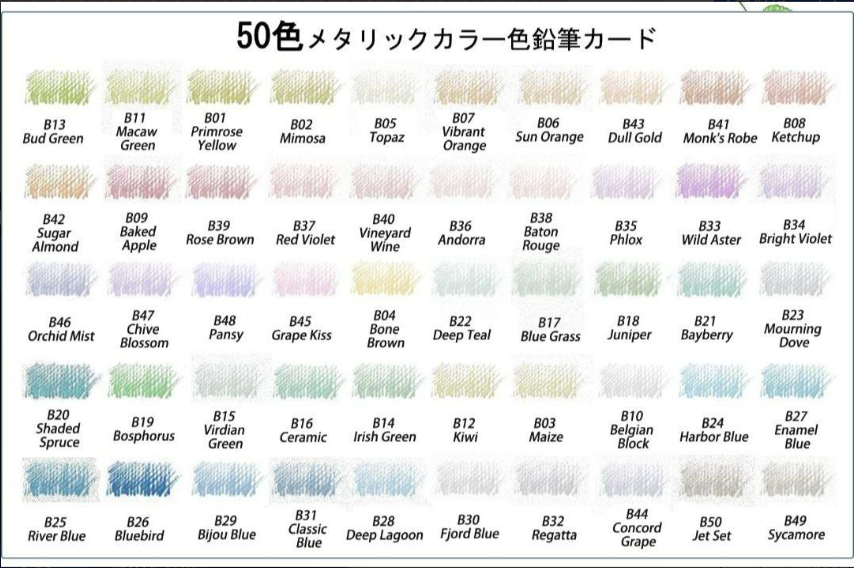 50色メタリックカラー色鉛筆カード
B13
Bud Green
B11
Macaw
Green
B01
Primrose
Yellow
B02
Mimosa
B05
Topaz
B07
Vibrant
Orange
B06
Sun Orange
B43
Dull Gold
B41
Monk's Robe
B08
Ketchup
B42
Sugar
Almond
B09
Baked
Apple
B39
Rose Brown
B37
Red Violet
B40
Vineyard
Wine
B36
Andorra
B38
Baton
Rouge
B35
Phlox
B33
Wild Aster
B34
Bright Violet
B46
Orchid Mist
B47
Chive
Blossom
B48
Pansy
B45
Grape Kiss
B04
Bone
Brown
B22
Deep Teal
B17
Blue Grass
B18
Juniper
B21
Bayberry
B23
Mourning
Dove
B20
Shaded
Spruce
B19
Bosphorus
B15
Virdian
Green
B16
Ceramic
B14
Irish Green
B12
Kiwi
B03
Maize
B10
Belgian
Block
B24
Harbor Blue
B27
Enamel
Blue
B25
River Blue
B26
Bluebird
B29
Bijou Blue
B31
Classic
Blue
B28
Deep Lagoon
B30
Fjord Blue
B32
Regatta
B44
Concord
Grape
B50
Jet Set
B49
Sycamore